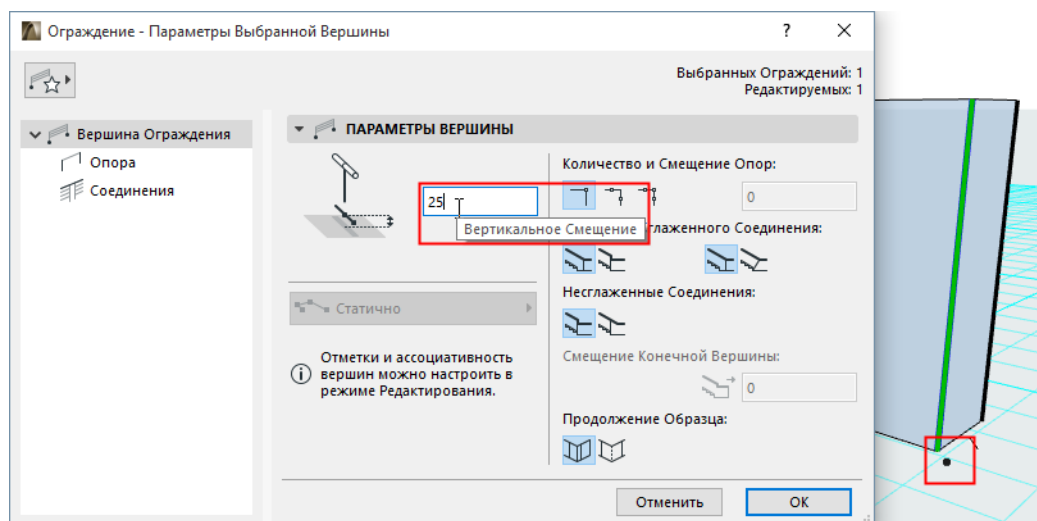 Ограждение - Параметры Выбранной Вершины
?
Выбранных Ограждений: 1
Редактируемых: 1
Вершина Ограждения
Опора
Соединения
ПАРАМЕТРЫ ВЕРШИНЫ
25
Вертикальное Смещение
Статично
Отметки и ассоциативность
вершин можно настроить в
режиме Редактирования.
Количество и Смещение Опор:
0
Соединения:
Несглаженные Соединения:
Смещение Конечной Вершины:
0
Продолжение Образца:
Отменить
ОК